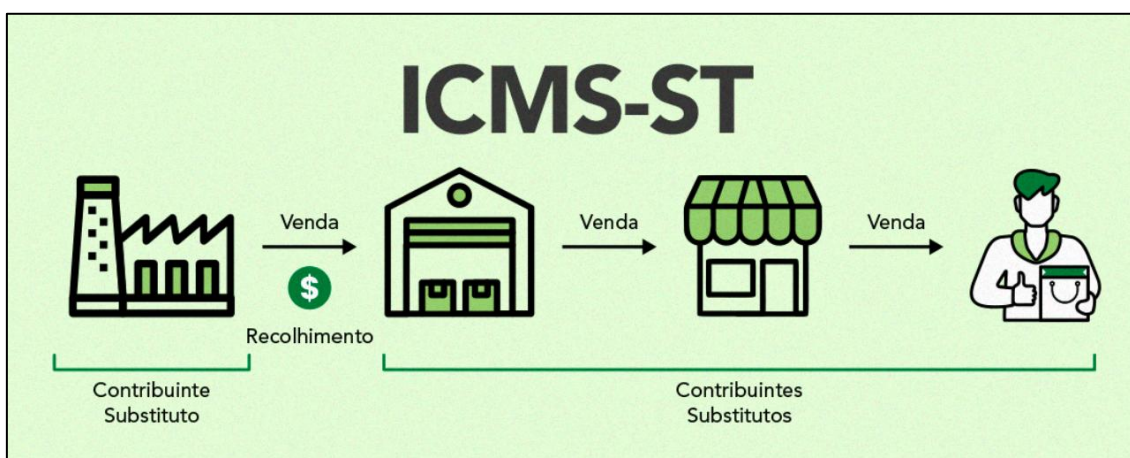 ICMS-ST
Venda
Venda
Venda
$
Recolhimento
Contribuinte
Substituto
Contribuintes
Substitutos